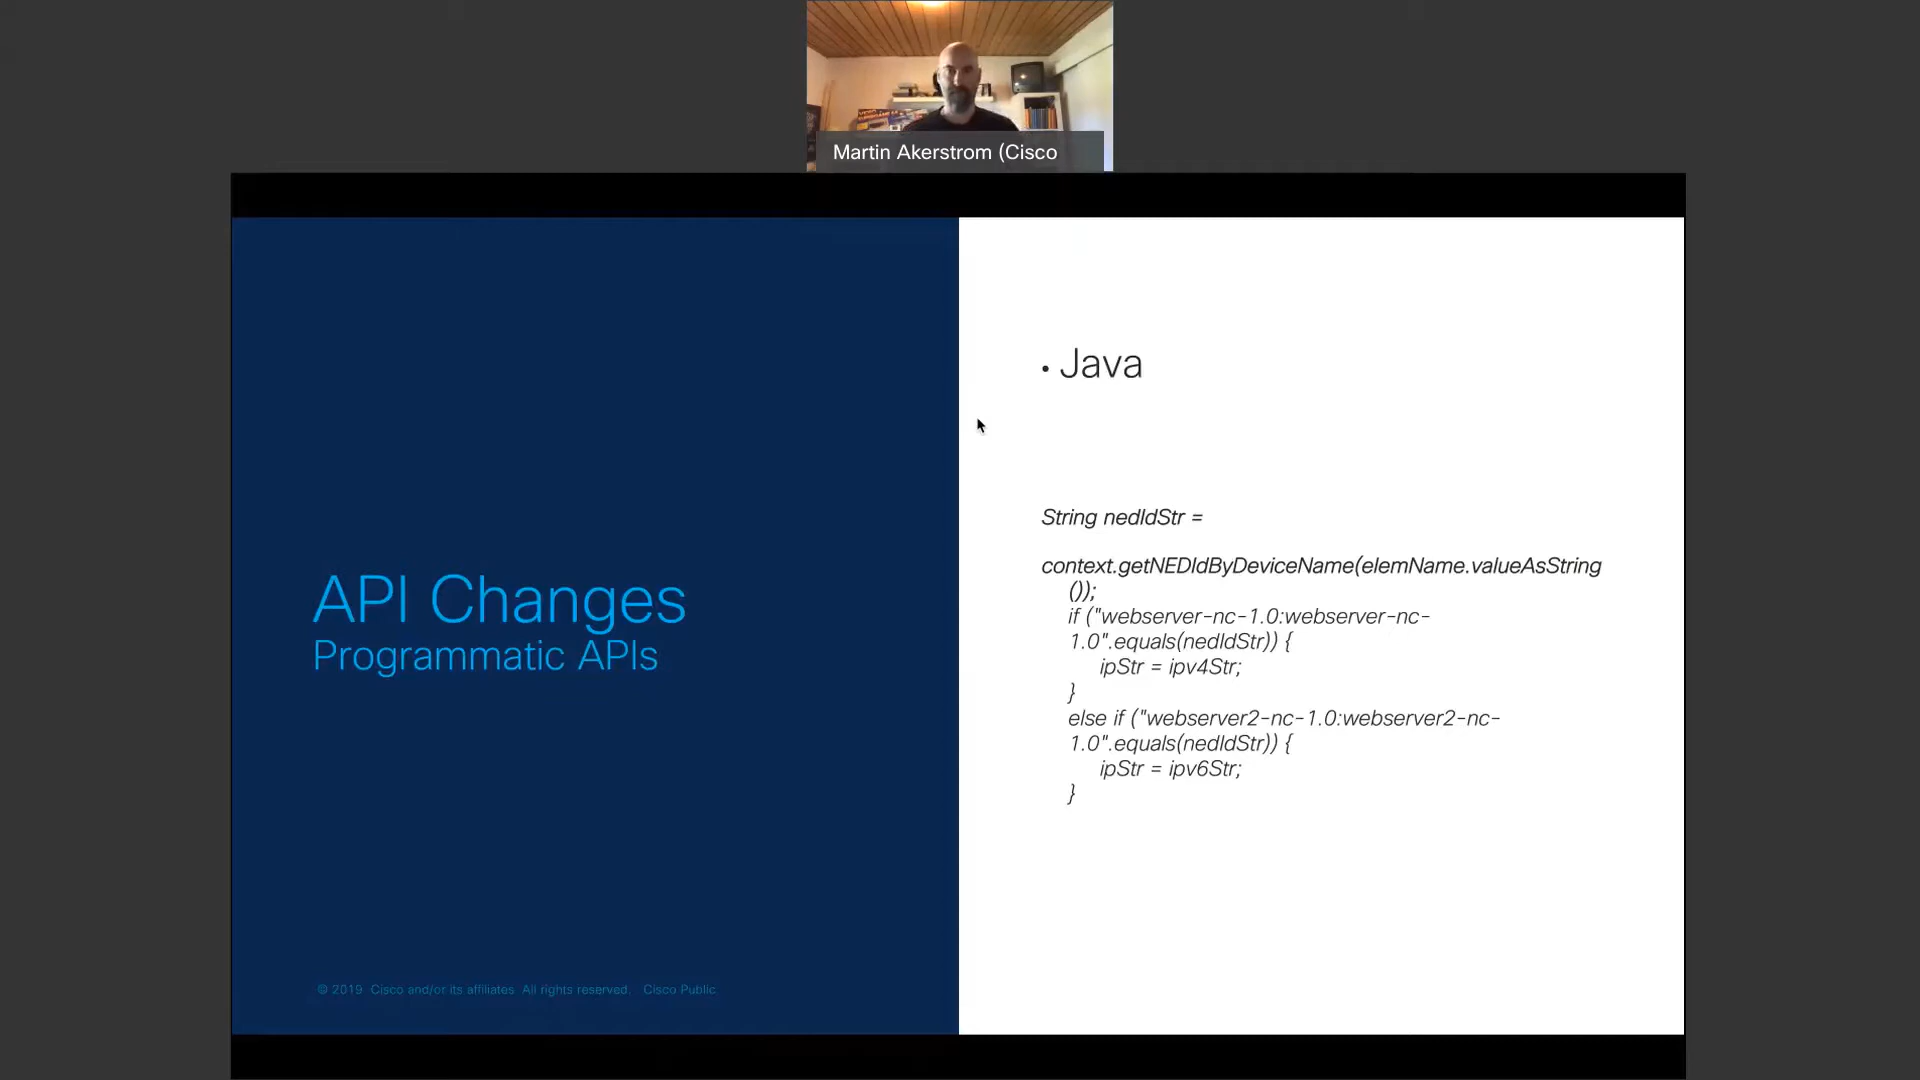 Martin Akerstrom (Cisco
API Changes
Programmatic APIs
© 2019 Cisco and/or its affiliates. All rights reserved. Cisco Public
• Java
String nedIdStr =
context.getNEDIdByDeviceName(elemName.valueAsString
());
if ("webserver-nc-1.0:webserver-nc-
1.0".equals(nedIdStr)) {
ipStr = ipv4Str;
}
else if ("webserver2-nc-1.0:webserver2-nc-
1.0".equals(nedIdStr)) {
ipStr = ipv6Str;
}